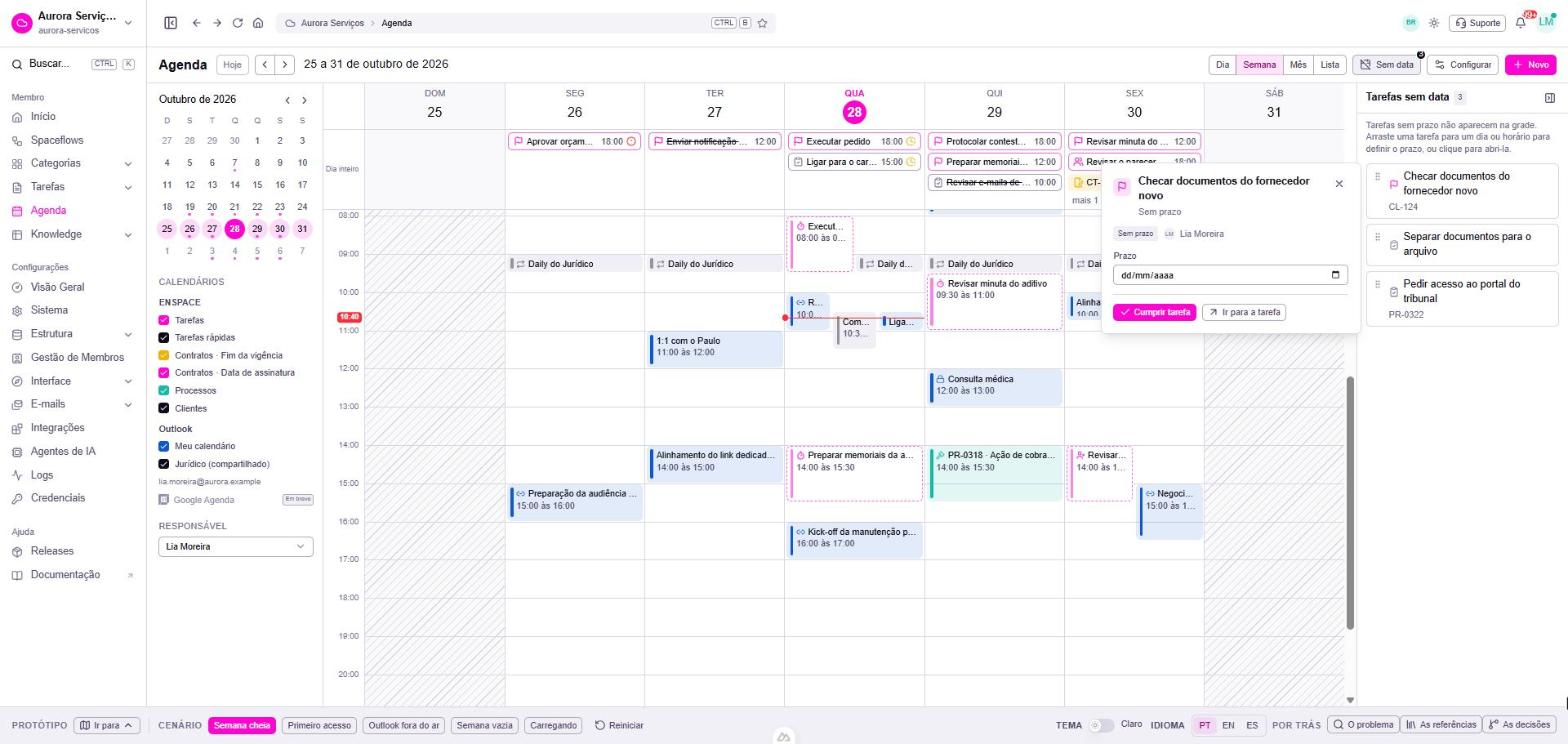 Aurora Serviç...
aurora-servicos
Aurora Serviços > Agenda
CTRL B
BR
Suporte
99+
LM
Buscar...
CTRL K
Agenda
Hoje
25 a 31 de outubro de 2026
Dia
Semana
Mês
Lista
Sem data
3
Configurar
Novo
Membro
Início
Spaceflows
Categorias
Tarefas
Agenda
Knowledge
Configurações
Visão Geral
Sistema
Estrutura
Gestão de Membros
Interface
E-mails
Integrações
Agentes de IA
Logs
Credenciais
Ajuda
Releases
Documentação
Outubro de 2026
D S T Q Q S S
27 28 29 30 1 2 3
4 5 6 7 8 9 10
11 12 13 14 15 16 17
18 19 20 21 22 23 24
25 26 27 28 29 30 31
1 2 3 4 5 6 7
CALENDÁRIOS
ENSPACE
Tarefas
Tarefas rápidas
Contratos · Fim da vigência
Contratos · Data de assinatura
Processos
Clientes
Outlook
Meu calendário
Jurídico (compartilhado)
lia.moreira@aurora.example
Google Agenda
Em breve
RESPONSÁVEL
Lia Moreira
DOM
25
SEG
26
TER
27
QUA
28
QUI
29
SEX
30
SÁB
31
Dia inteiro
Aprovar orçam... 18:00
Enviar notificação ... 12:00
Executar pedido 18:00
Ligar para o car... 15:00
Protocolar contest... 18:00
Preparar memoriai... 12:00
Revisar e-mails de ... 10:00
Revisar minuta do ... 12:00
Revisar o parecer 18:00
CT-
mais 1
08:00
09:00
10:00
10:40
11:00
12:00
13:00
14:00
15:00
16:00
17:00
18:00
19:00
20:00
Daily do Jurídico
Preparação da audiência ...
15:00 às 16:00
Daily do Jurídico
1:1 com o Paulo
11:00 às 12:00
Alinhamento do link dedicad...
14:00 às 15:00
Execut...
08:00 às 0...
Daily d...
R...
10:0...
Com...
10:3...
Liga...
Preparar memoriais da a...
14:00 às 15:30
Kick-off da manutenção p...
16:00 às 17:00
Daily do Jurídico
Revisar minuta do aditivo
09:30 às 11:00
Consulta médica
12:00 às 13:00
PR-0318 · Ação de cobra...
14:00 às 15:30
Dai
Alinha
10:00
Revisar...
14:00 às 1...
Negoci...
15:00 às 1...
Checar documentos do fornecedor
novo
Sem prazo
Sem prazo
LM
Lia Moreira
Prazo
dd/mm/aaaa
Cumprir tarefa
Ir para a tarefa
Tarefas sem data 3
Tarefas sem prazo não aparecem na grade.
Arraste uma tarefa para um dia ou horário para
definir o prazo, ou clique para abri-la.
Checar documentos do
fornecedor novo
CL-124
Separar documentos para o
arquivo
Pedir acesso ao portal do
tribunal
PR-0322
PROTÓTIPO
Ir para
CENÁRIO
Semana cheia
Primeiro acesso
Outlook fora do ar
Semana vazia
Carregando
Reiniciar
TEMA
Claro
IDIOMA
PT
EN
ES
POR TRÁS
O problema
As referências
As decisões